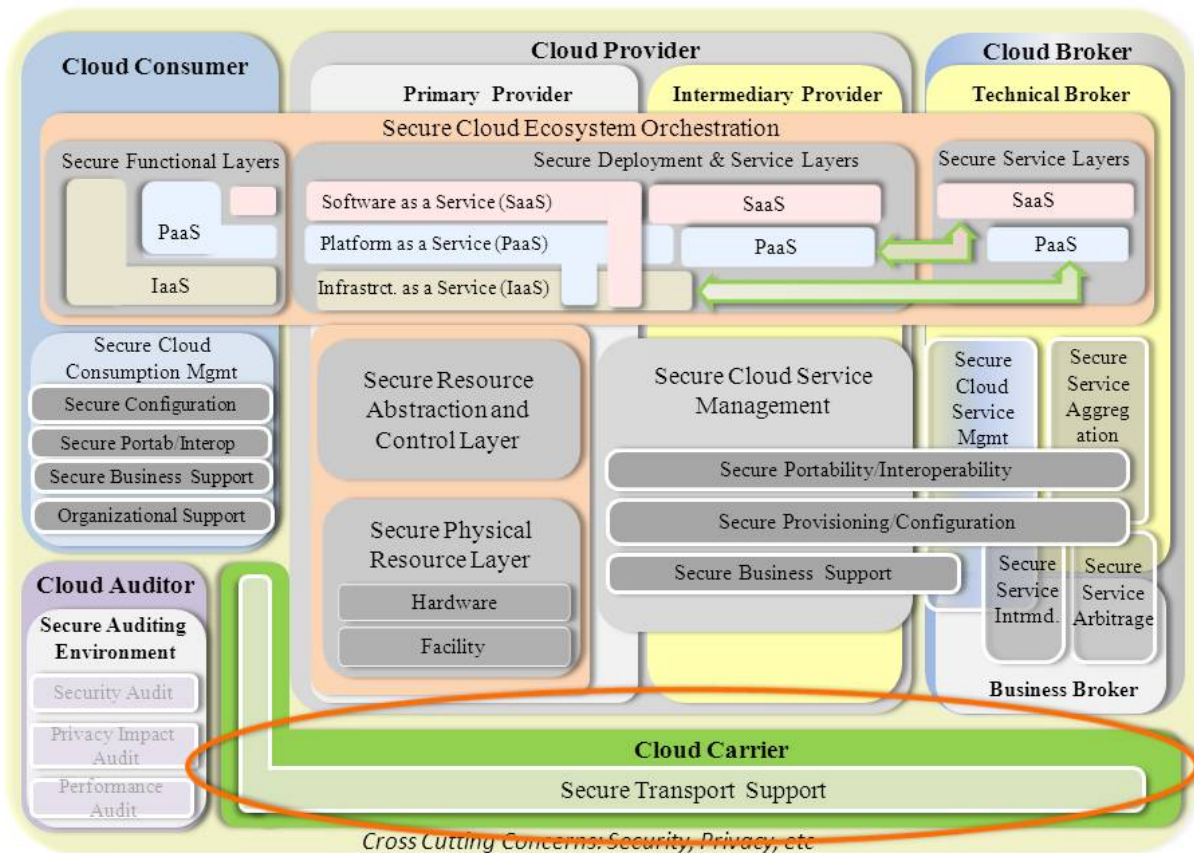 Cloud Consumer
Cloud Provider
Cloud Broker
Primary Provider
Intermediary Provider
Technical Broker
Secure Cloud Ecosystem Orchestration
Secure Functional Layers
PaaS
IaaS
Secure Deployment & Service Layers
Software as a Service (SaaS)
SaaS
Platform as a Service (PaaS)
PaaS
Infrastrct. as a Service (IaaS)
Secure Service Layers
SaaS
PaaS
Secure Cloud
Consumption Mgmt
Secure Configuration
Secure Portab/Interop
Secure Business Support
Organizational Support
Secure Resource
Abstraction and
Control Layer
Secure Physical
Resource Layer
Hardware
Facility
Secure Cloud Service
Management
Secure Portability/Interoperability
Secure Provisioning/Configuration
Secure Business Support
Secure
Cloud
Service
Mgmt
Secure
Service
Aggreg
ation
Secure
Service
Intrmd.
Secure
Service
Arbitrage
Business Broker
Cloud Auditor
Secure Auditing
Environment
Security Audit
Privacy Impact
Audit
Performance
Audit
Cloud Carrier
Secure Transport Support
Cross Cutting Concerns: Security, Privacy, etc